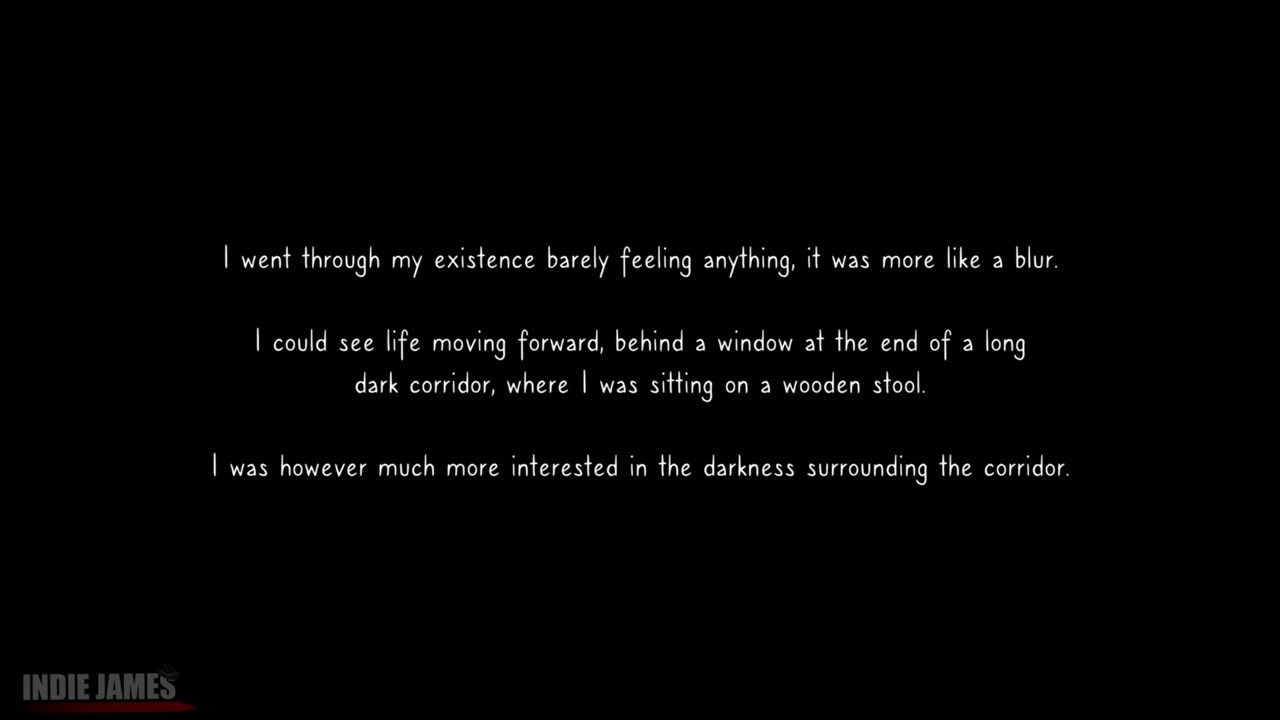 I went through my existence barely feeling anything, it was more like a blur.
I could see life moving forward, behind a window at the end of a long
dark corridor, where I was sitting on a wooden stool.
I was however much more interested in the darkness surrounding the corridor.
INDIE JAMES